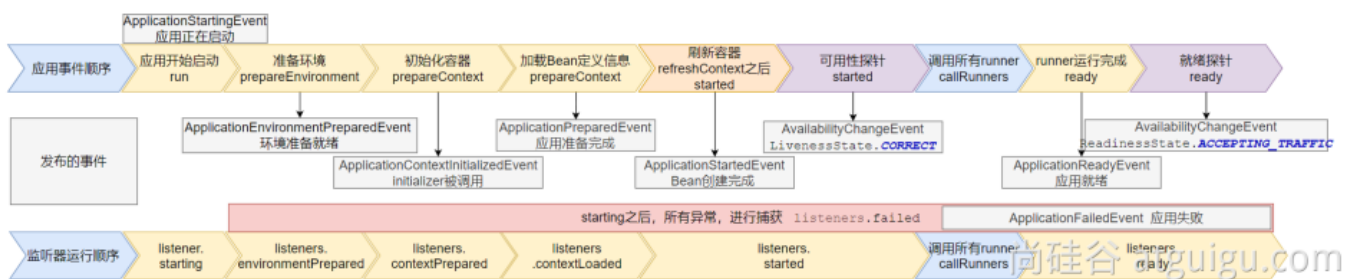 ApplicationStartingEvent
应用正在启动
应用事件顺序
应用开始启动
run
准备环境
prepareEnvironment
初始化容器
prepareContext
加载Bean定义信息
prepareContext
刷新容器
refreshContext之后
started
可用性探针
started
调用所有runner
callRunners
runner运行完成
ready
就绪探针
ready
发布的事件
ApplicationEnvironmentPreparedEvent
环境准备就绪
ApplicationContextInitializedEvent
initializer被调用
ApplicationPreparedEvent
应用准备完成
ApplicationStartedEvent
Bean创建完成
AvailabilityChangeEvent
LivenessState.CORRECT
ApplicationReadyEvent
应用就绪
AvailabilityChangeEvent
ReadinessState.ACCEPTING_TRAFFIC
starting之后，所有异常，进行捕获 listeners.failed
ApplicationFailedEvent 应用失败
监听器运行顺序
listener.
starting
listeners.
environmentPrepared
listeners.
contextPrepared
listeners
.contextLoaded
listeners.
started
调用所有runner
callRunners
listeners.
ready
尚硅谷 atguigu.com